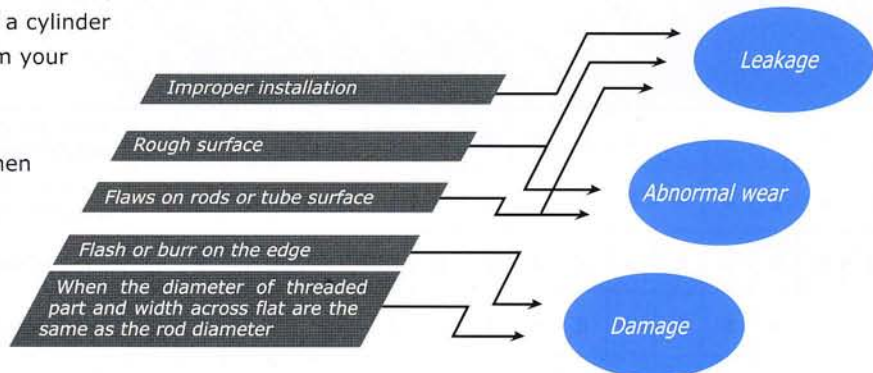 a cylinder
n your
Improper installation
Leakage
Rough surface
nen
Flaws on rods or tube surface
Abnormal wear
Flash or burr on the edge
When the diameter of threaded
part and width across flat are the
same as the rod diameter
Damage